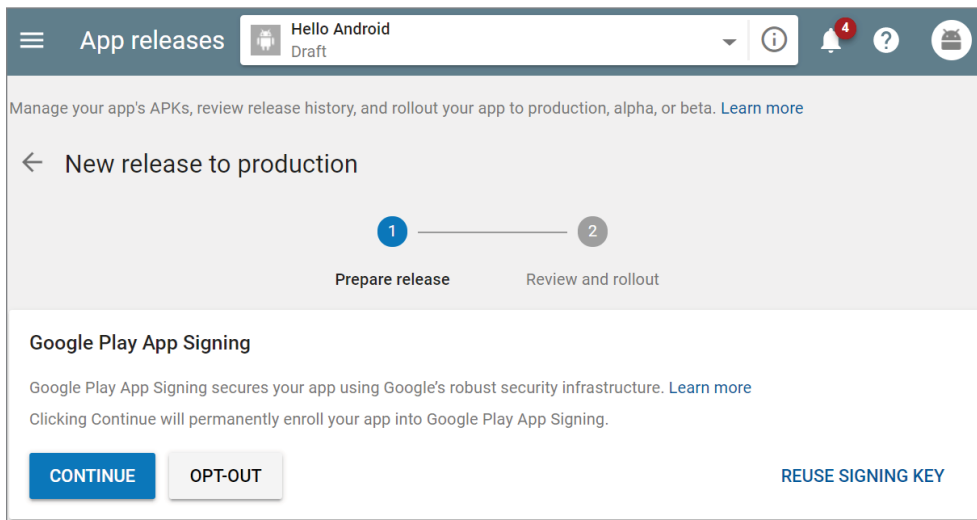 App releases
Hello Android
Draft
4
Manage your app's APKs, review release history, and rollout your app to production, alpha, or beta. Learn more
New release to production
1
2
Prepare release
Review and rollout
Google Play App Signing
Google Play App Signing secures your app using Google’s robust security infrastructure. Learn more
Clicking Continue will permanently enroll your app into Google Play App Signing.
CONTINUE
OPT-OUT
REUSE SIGNING KEY